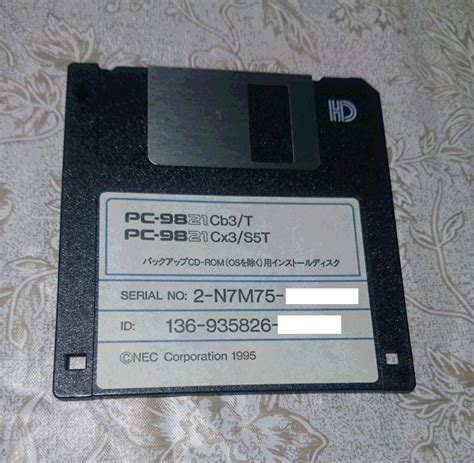 HD
PC-9821Cb3/T
PC-9821Cx3/S5T
バックアップCD-ROM(OSを除く)用インストールディスク
SERIAL NO: 2-N7M75-
ID: 136-935826-
©NEC Corporation 1995